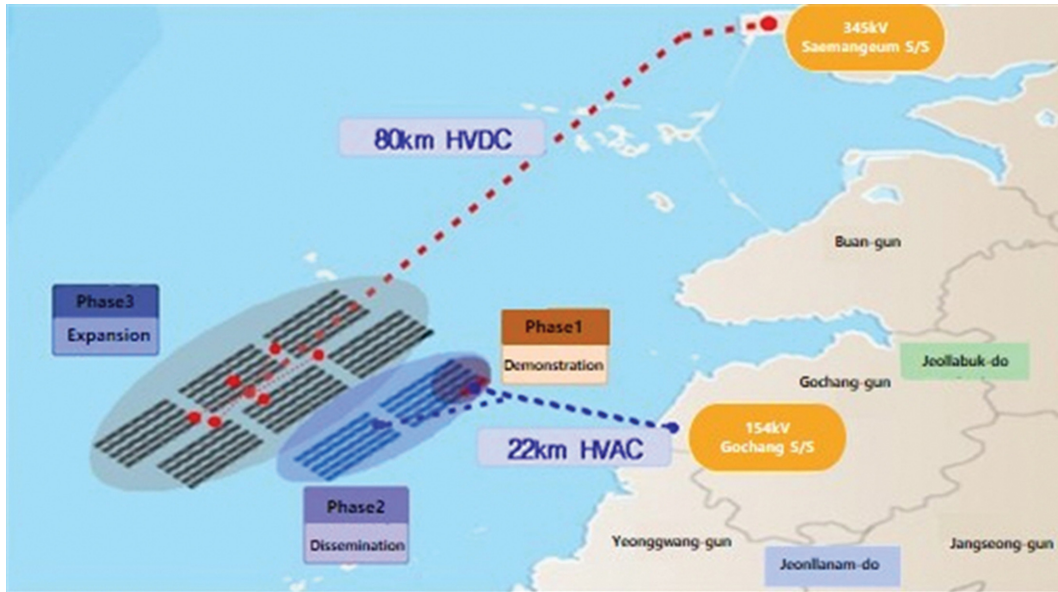 345kV
Saemangeum S/S
80km HVDC
Buan-gun
Phase3
Expansion
Phase1
Demonstration
Jeollabuk-do
Gochang-gun
154kV
Gochang S/S
22km HVAC
Phase2
Dissemination
Yeonggwang-gun
Jangseong-gun
Jeonllanam-do